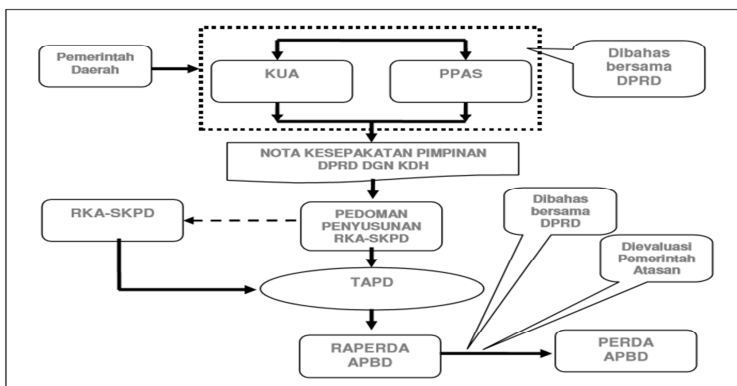 Pemerintah
Daerah
KUA
PPAS
Dibahas
bersama
DPRD
NOTA KESEPAKATAN PIMPINAN
DPRD DGN KDH
RKA-SKPD
PEDOMAN
PENYUSUNAN
RKA-SKPD
Dibahas
bersama
DPRD
Dievaluasi
Pemerintah
Atasan
TAPD
RAPERDA
APBD
PERDA
APBD